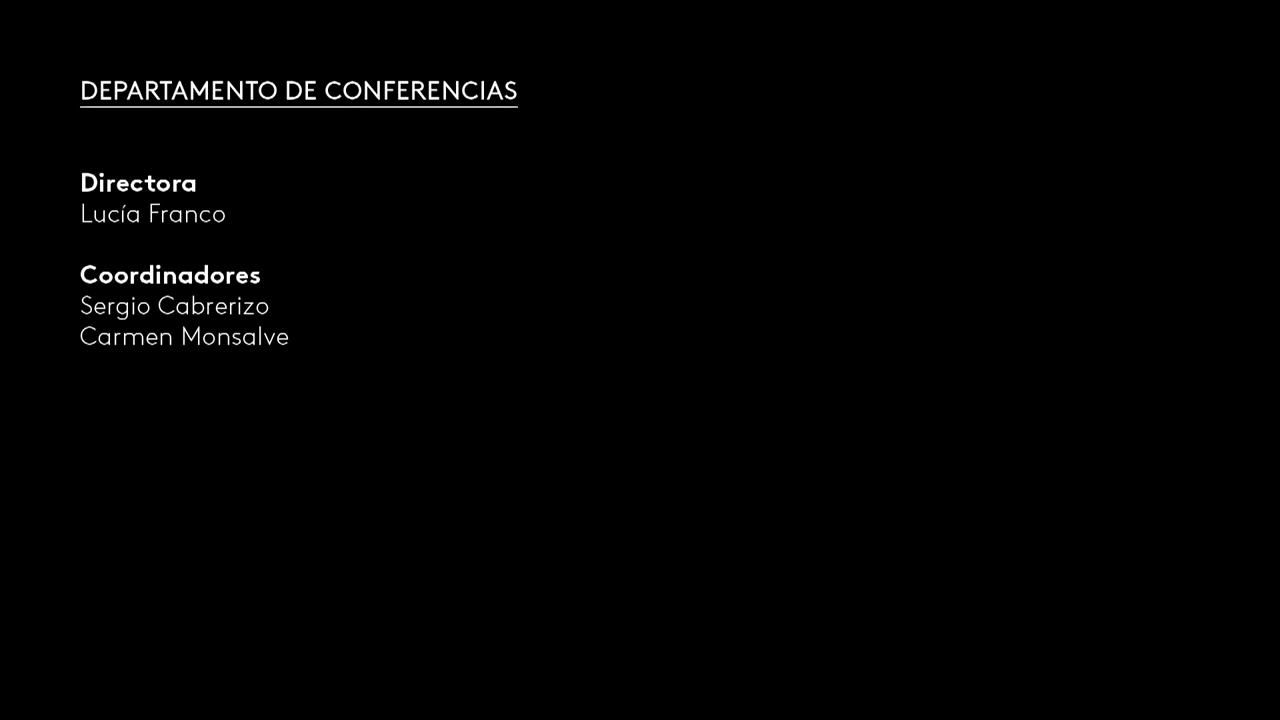 DEPARTAMENTO DE CONFERENCIAS
Directora
Lucía Franco
Coordinadores
Sergio Cabrerizo
Carmen Monsalve